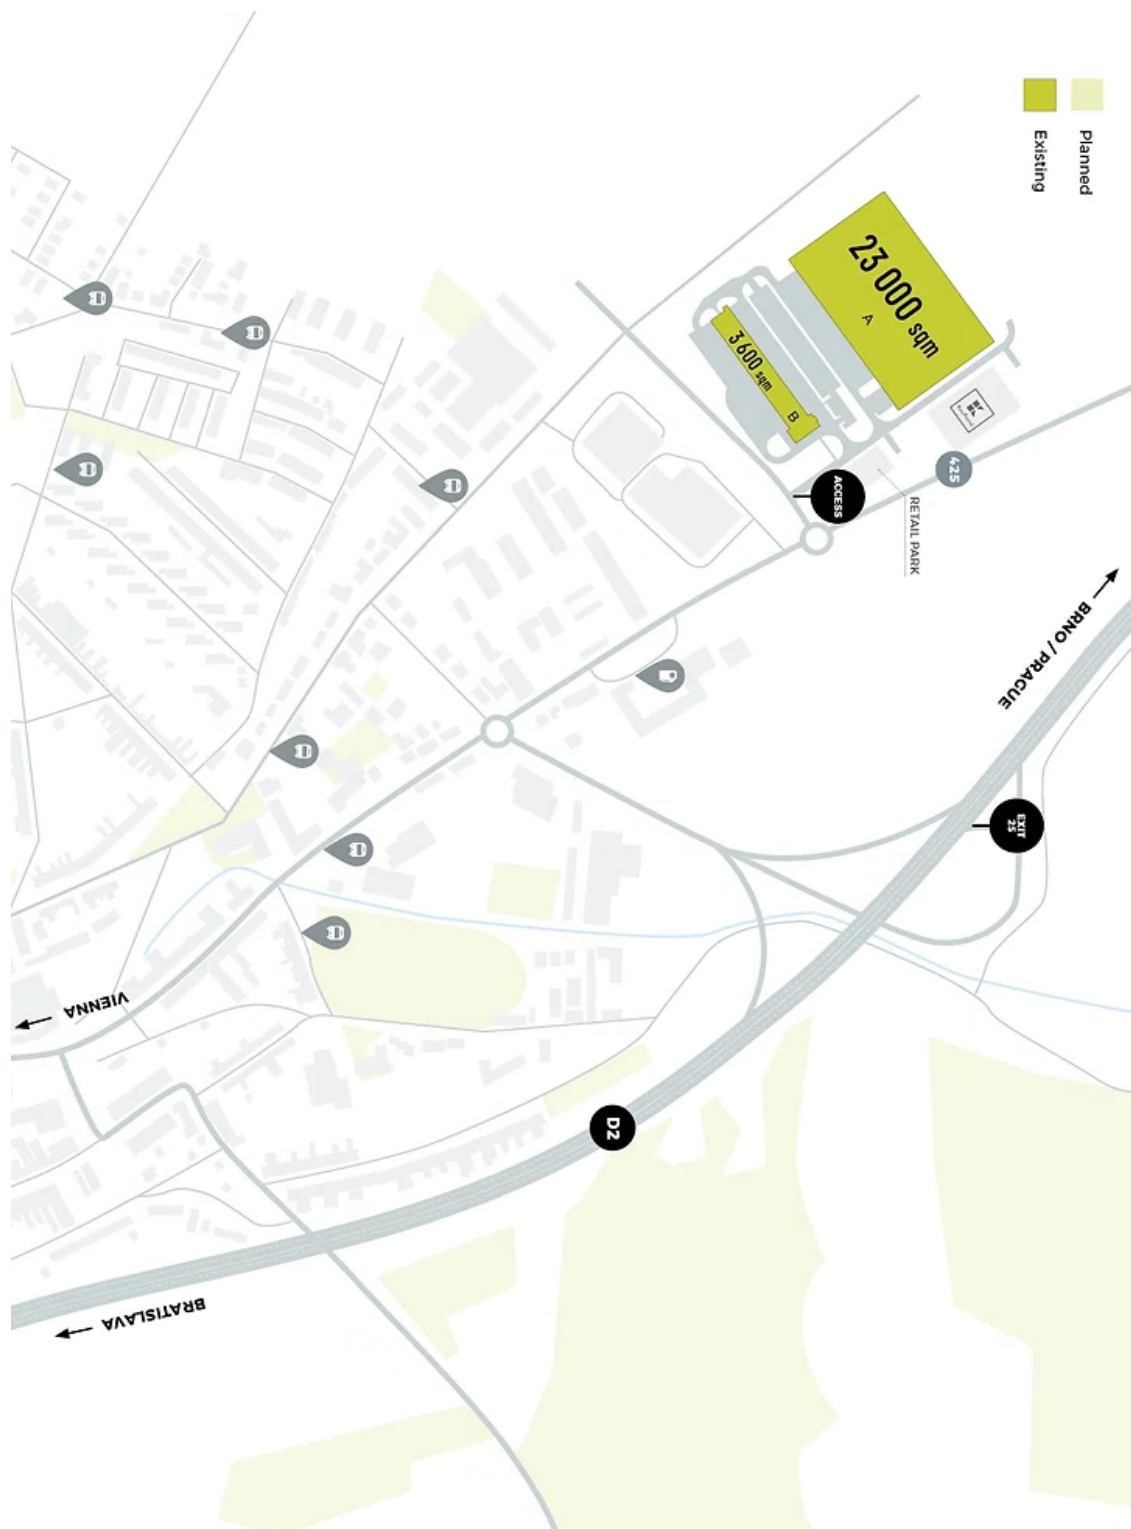 Planned
Existing
23 000 sqm
A
3 600 sqm
B
425
ACCESS
RETAIL PARK
BRNO / PRAGUE
EXIT
25
VIENNA
D2
BRATISLAVA